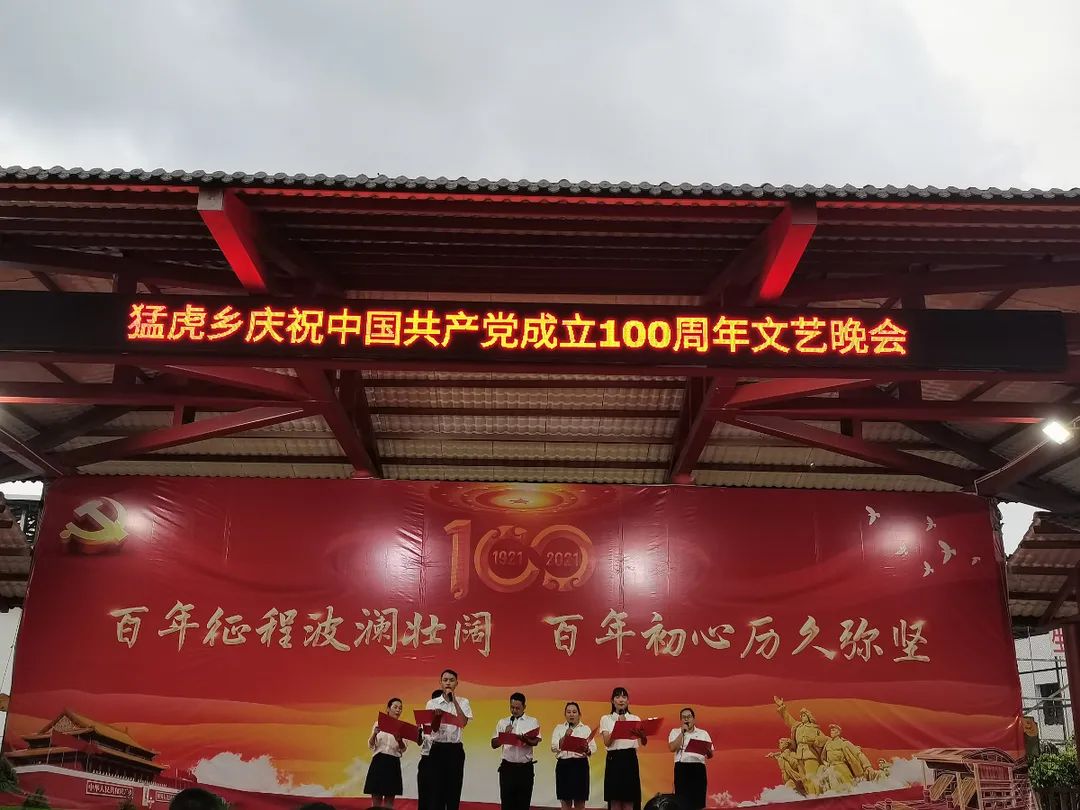 猛虎乡庆祝中国共产党成立100周年文艺晚会
100
1921 2021
百年征程波澜壮阔 百年初心历久弥坚